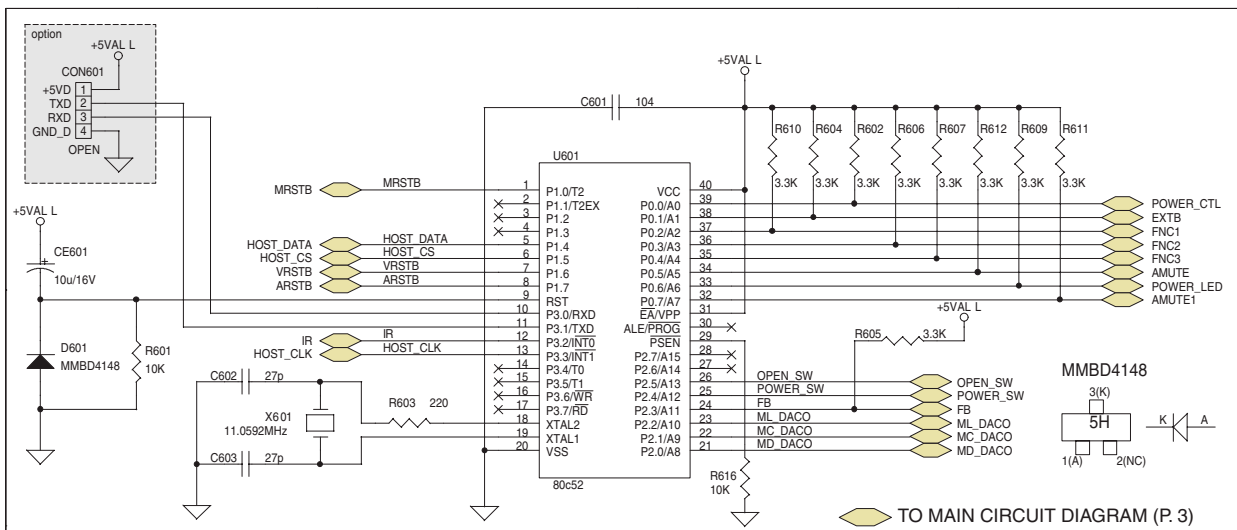 option
+5VAL L
CON601
+5VD 1
TXD 2
RXD 3
GND_D 4
OPEN
+5VAL L
CE601
10u/16V
D601
MMBD4148
R601
10K
MRSTB MRSTB
HOST_DATA HOST_DATA
HOST_CS HOST_CS
VRSTB VRSTB
ARSTB ARSTB
IR IR
HOST_CLK HOST_CLK
C602 27p
X601
11.0592MHz
C603 27p
R603 220
C601 104
U601
1 P1.0/T2
2 P1.1/T2EX
3 P1.2
4 P1.3
5 P1.4
6 P1.5
7 P1.6
8 P1.7
9 RST
10 P3.0/RXD
11 P3.1/TXD
12 P3.2/INT0
13 P3.3/INT1
14 P3.4/T0
15 P3.5/T1
16 P3.6/WR
17 P3.7/RD
18 XTAL2
19 XTAL1
20 VSS
VCC 40
P0.0/A0 39
P0.1/A1 38
P0.2/A2 37
P0.3/A3 36
P0.4/A4 35
P0.5/A5 34
P0.6/A6 33
P0.7/A7 32
EA/VPP 31
ALE/PROG 30
PSEN 29
P2.7/A15 28
P2.6/A14 27
P2.5/A13 26
P2.4/A12 25
P2.3/A11 24
P2.2/A10 23
P2.1/A9 22
P2.0/A8 21
80c52
+5VAL L
R610 R604 R602 R606 R607 R612 R609 R611
3.3K 3.3K 3.3K 3.3K 3.3K 3.3K 3.3K 3.3K
POWER_CTL
EXTB
FNC1
FNC2
FNC3
AMUTE
POWER_LED
AMUTE1
+5VAL L
R605 3.3K
OPEN_SW OPEN_SW
POWER_SW POWER_SW
FB FB
ML_DACO ML_DACO
MC_DACO MC_DACO
MD_DACO MD_DACO
R616
10K
MMBD4148
3(K)
5H
1(A) 2(NC)
K A
TO MAIN CIRCUIT DIAGRAM (P. 3)